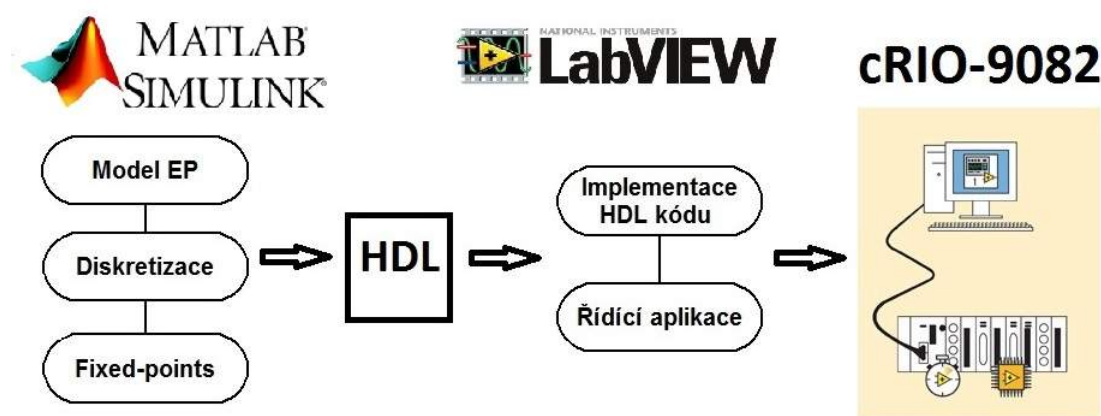 MATLAB
SIMULINK
NATIONAL INSTRUMENTS
LabVIEW
cRIO-9082
Model EP
Diskretizace
Fixed-points
HDL
Implementace
HDL kódu
Řídící aplikace